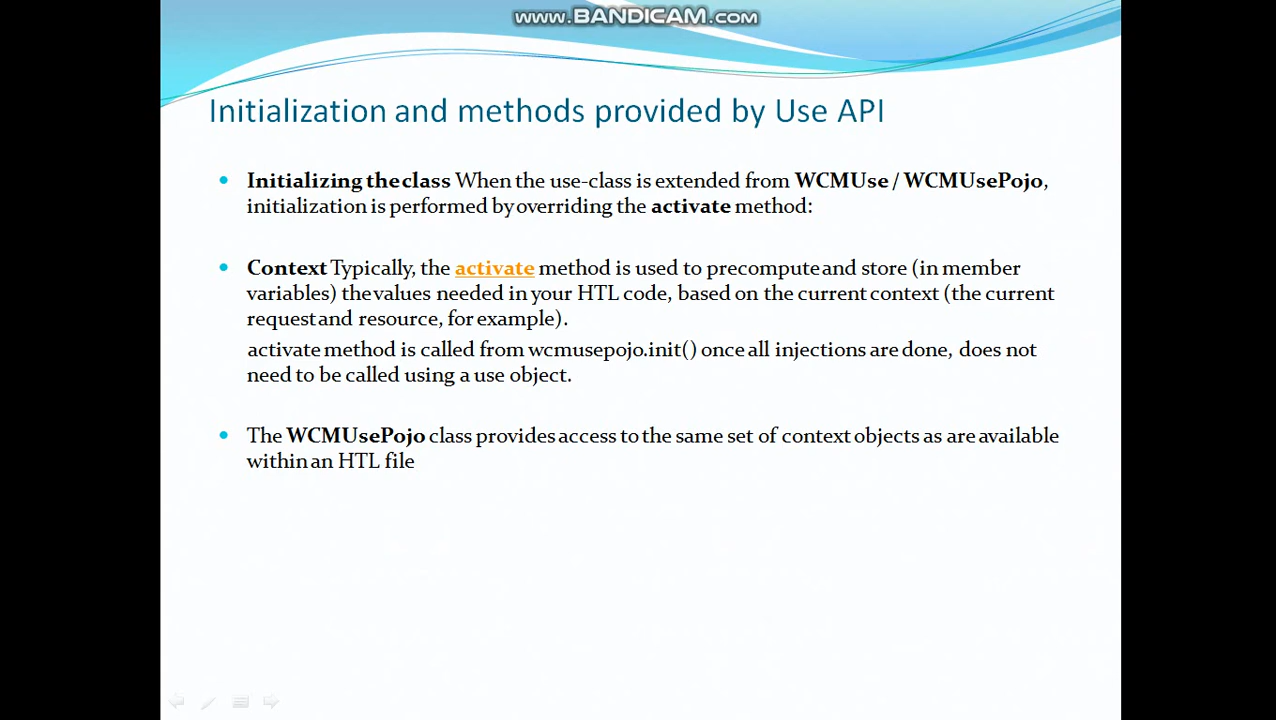 www.BANDICAM.com
Initialization and methods provided by Use API
Initializing the class When the use-class is extended from WCMUse / WCMUsePojo,
initialization is performed by overriding the activate method:
Context Typically, the activate method is used to precompute and store (in member
variables) the values needed in your HTL code, based on the current context (the current
request and resource, for example).
activate method is called from wcmusepojo.init() once all injections are done, does not
need to be called using a use object.
The WCMUsePojo class provides access to the same set of context objects as are available
within an HTL file